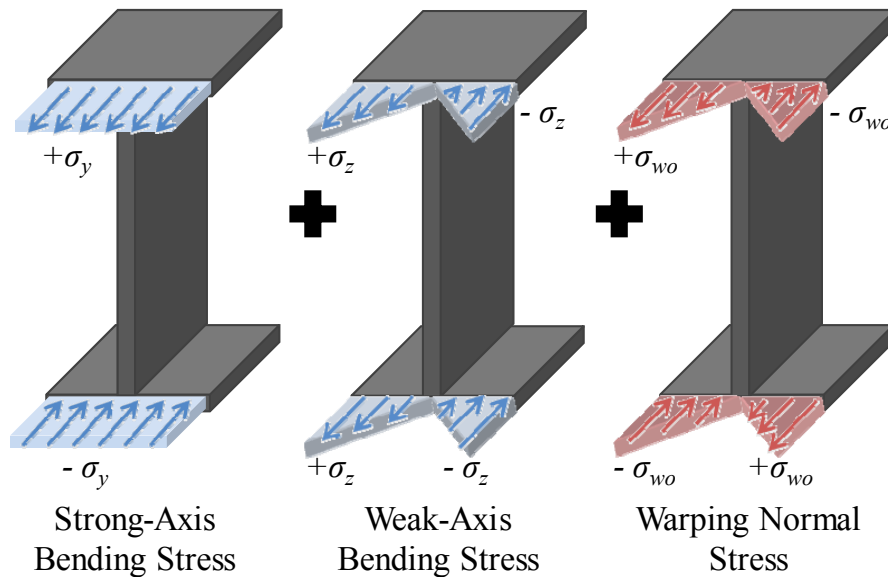 +σy
- σy
Strong-Axis
Bending Stress
+σz
- σz
+σz
- σz
Weak-Axis
Bending Stress
+σwo
- σwo
- σwo
+σwo
Warping Normal
Stress